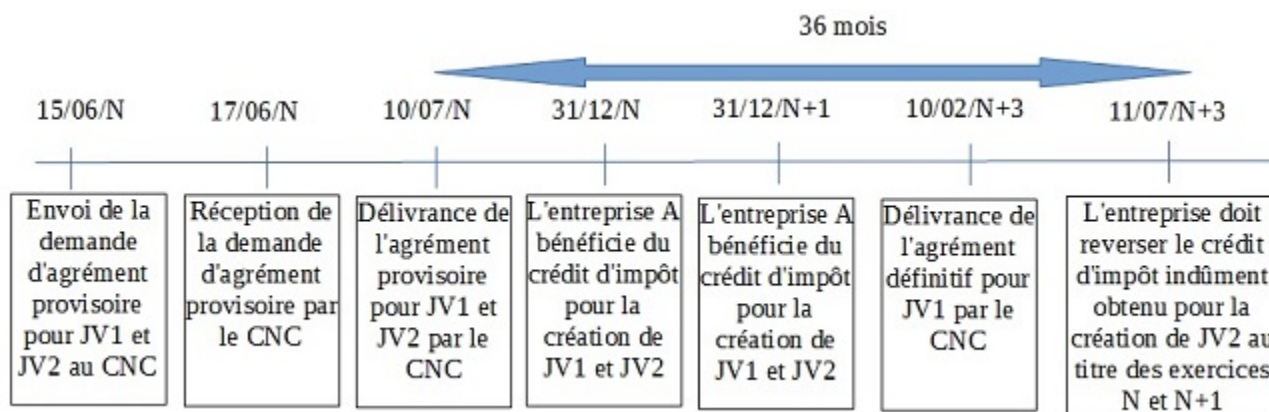 36 mois
15/06/N
17/06/N
10/07/N
31/12/N
31/12/N+1
10/02/N+3
11/07/N+3
Envoi de la
demande
d'agrément
provisoire
pour JV1 et
JV2 au CNC
Réception de
la demande
d'agrément
provisoire par
le CNC
Délivrance de
l'agrément
provisoire
pour JV1 et
JV2 par le
CNC
L'entreprise A
bénéficie du
crédit d'impôt
pour la
création de
JV1 et JV2
L'entreprise A
bénéficie du
crédit d'impôt
pour la
création de
JV1 et JV2
Délivrance de
l'agrément
définitif pour
JV1 par le
CNC
L'entreprise doit
reverser le crédit
d'impôt indûment
obtenu pour la
création de JV2 au
titre des exercices
N et N+1